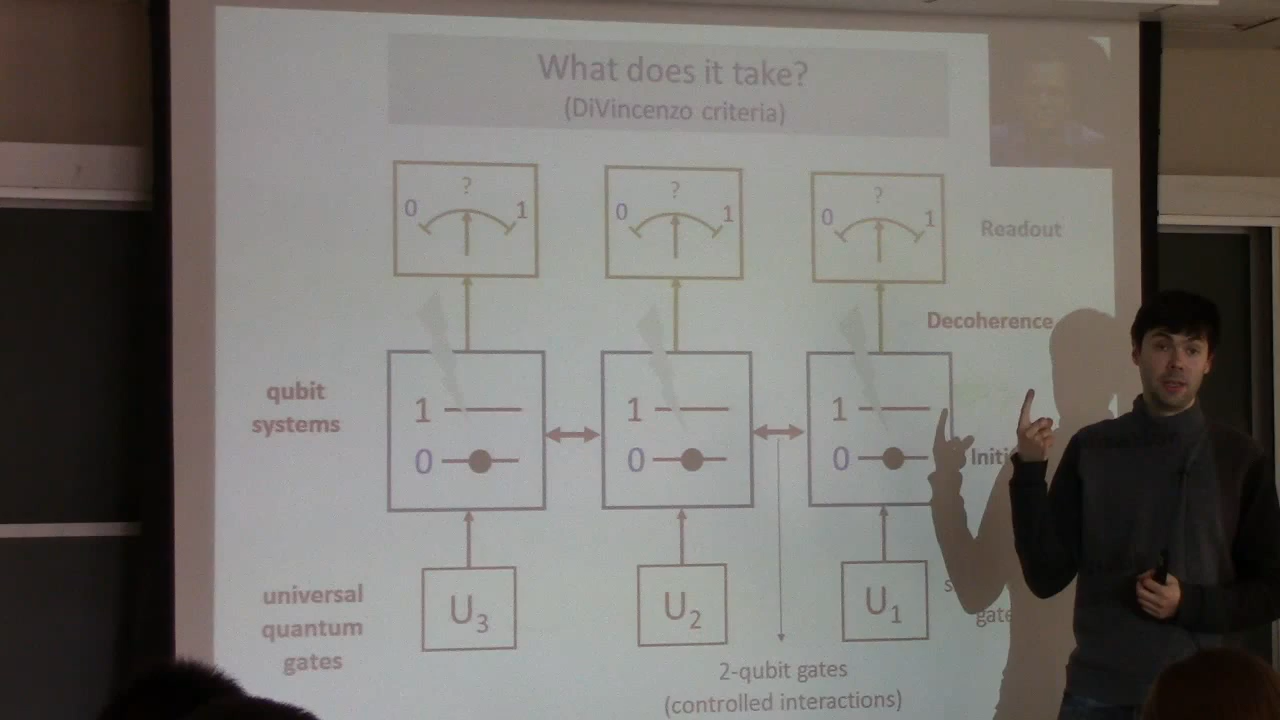 What does it take?
(DiVincenzo criteria)
?
0 1
?
0 1
?
0 1
Readout
Decoherence
qubit
systems
1
0
1
0
1
0
universal
quantum
gates
U3
U2
U1
2-qubit gates
(controlled interactions)